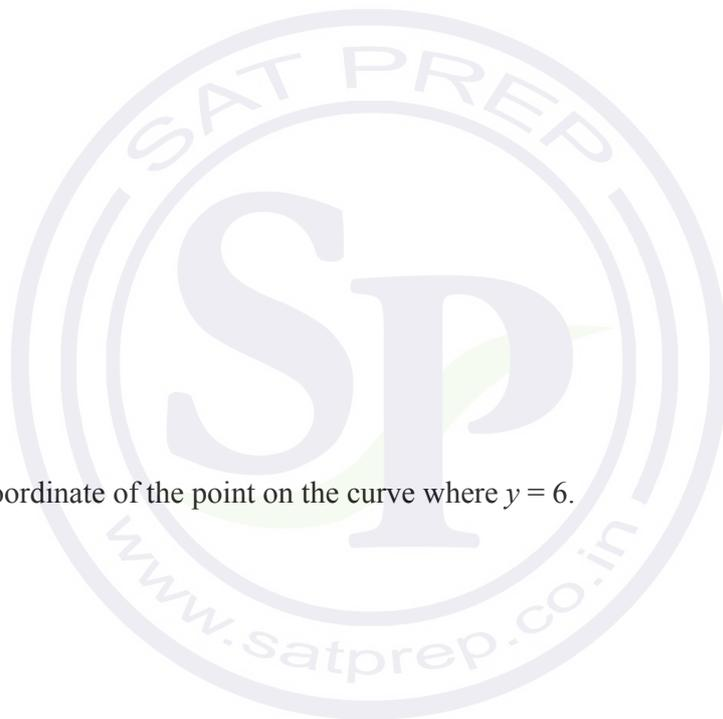 SAT PREP
SP
oordinate of the point on the curve where y = 6.
www.satprep.co.in